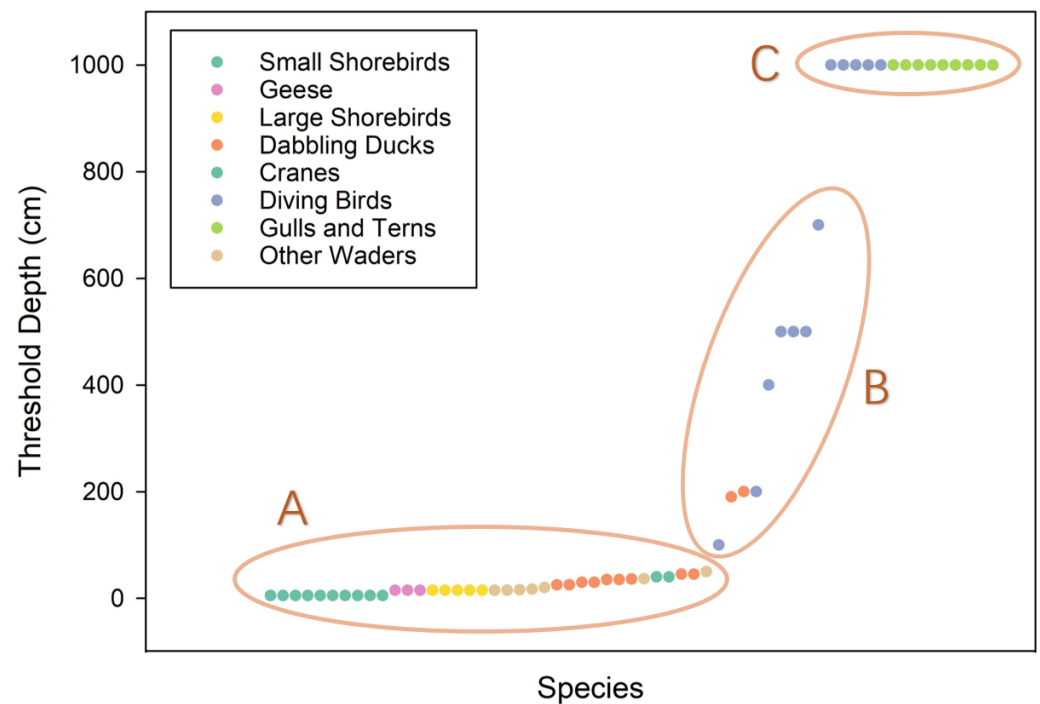 Threshold Depth (cm)
1000
800
600
400
200
0
Small Shorebirds
Geese
Large Shorebirds
Dabbling Ducks
Cranes
Diving Birds
Gulls and Terns
Other Waders
C
B
A
Species